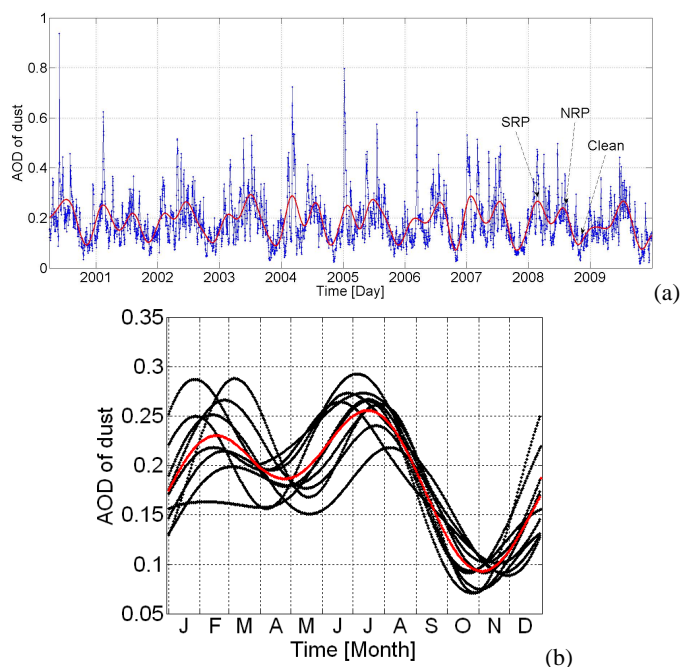 1
0.8
0.6
0.4
0.2
0
AOD of dust
SRP
NRP
Clean
2001 2002 2003 2004 2005 2006 2007 2008 2009
Time [Day]
(a)
0.35
0.3
0.25
0.2
0.15
0.1
0.05
AOD of dust
J F M A M J J A S O N D
Time [Month]
(b)